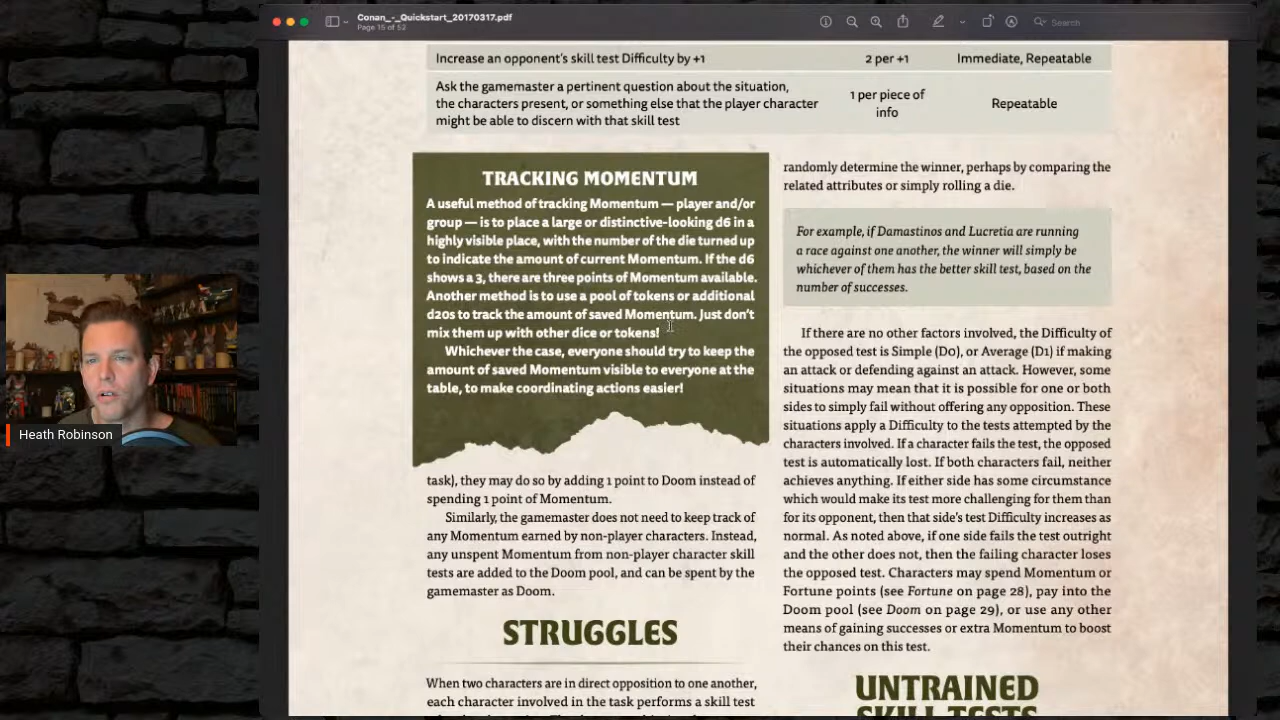 Conan_-_Quickstart_20170317.pdf
Page 15 of 52
Search
Increase an opponent's skill test Difficulty by +1
2 per +1
Immediate, Repeatable
Ask the gamemaster a pertinent question about the situation,
the characters present, or something else that the player character
might be able to discern with that skill test
1 per piece of
info
Repeatable
TRACKING MOMENTUM
A useful method of tracking Momentum — player and/or
group — is to place a large or distinctive-looking d6 in a
highly visible place, with the number of the die turned up
to indicate the amount of current Momentum. If the d6
shows a 3, there are three points of Momentum available.
Another method is to use a pool of tokens or additional
d20s to track the amount of saved Momentum. Just don't
mix them up with other dice or tokens!
Whichever the case, everyone should try to keep the
amount of saved Momentum visible to everyone at the
table, to make coordinating actions easier!
task), they may do so by adding 1 point to Doom instead of
spending 1 point of Momentum.
Similarly, the gamemaster does not need to keep track of
any Momentum earned by non-player characters. Instead,
any unspent Momentum from non-player character skill
tests are added to the Doom pool, and can be spent by the
gamemaster as Doom.
STRUGGLES
When two characters are in direct opposition to one another,
each character involved in the task performs a skill test
randomly determine the winner, perhaps by comparing the
related attributes or simply rolling a die.
For example, if Damastinos and Lucretia are running
a race against one another, the winner will simply be
whichever of them has the better skill test, based on the
number of successes.
If there are no other factors involved, the Difficulty of
the opposed test is Simple (D0), or Average (D1) if making
an attack or defending against an attack. However, some
situations may mean that it is possible for one or both
sides to simply fail without offering any opposition. These
situations apply a Difficulty to the tests attempted by the
characters involved. If a character fails the test, the opposed
test is automatically lost. If both characters fail, neither
achieves anything. If either side has some circumstance
which would make its test more challenging for them than
for its opponent, then that side's test Difficulty increases as
normal. As noted above, if one side fails the test outright
and the other does not, then the failing character loses
the opposed test. Characters may spend Momentum or
Fortune points (see Fortune on page 28), pay into the
Doom pool (see Doom on page 29), or use any other
means of gaining successes or extra Momentum to boost
their chances on this test.
UNTRAINED
SKILL TESTS
Heath Robinson